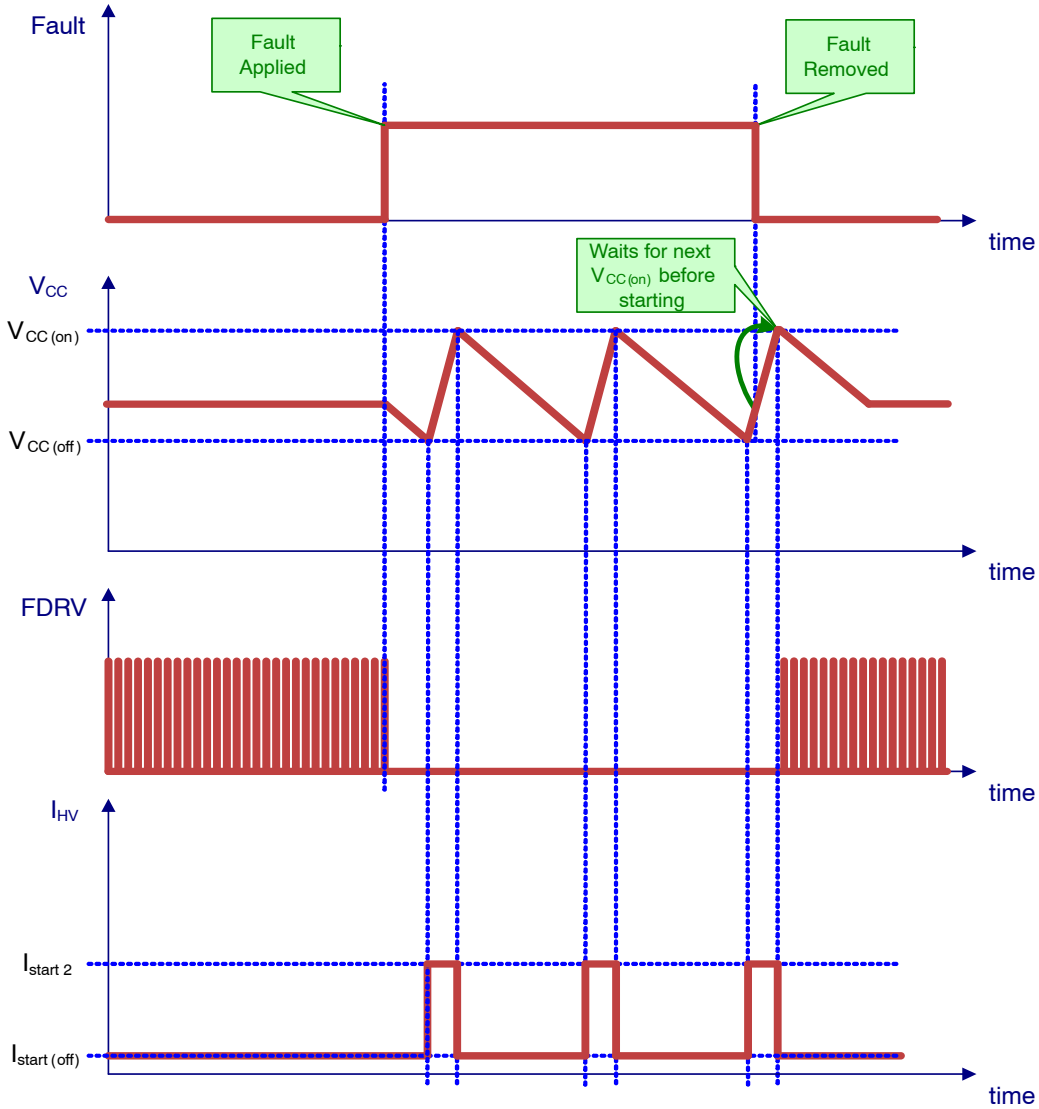 Fault
Fault
Applied
Fault
Removed
time
VCC
VCC (on)
Waits for next
VCC (on) before
starting
VCC (off)
time
FDRV
time
IHV
Istart 2
Istart (off)
time